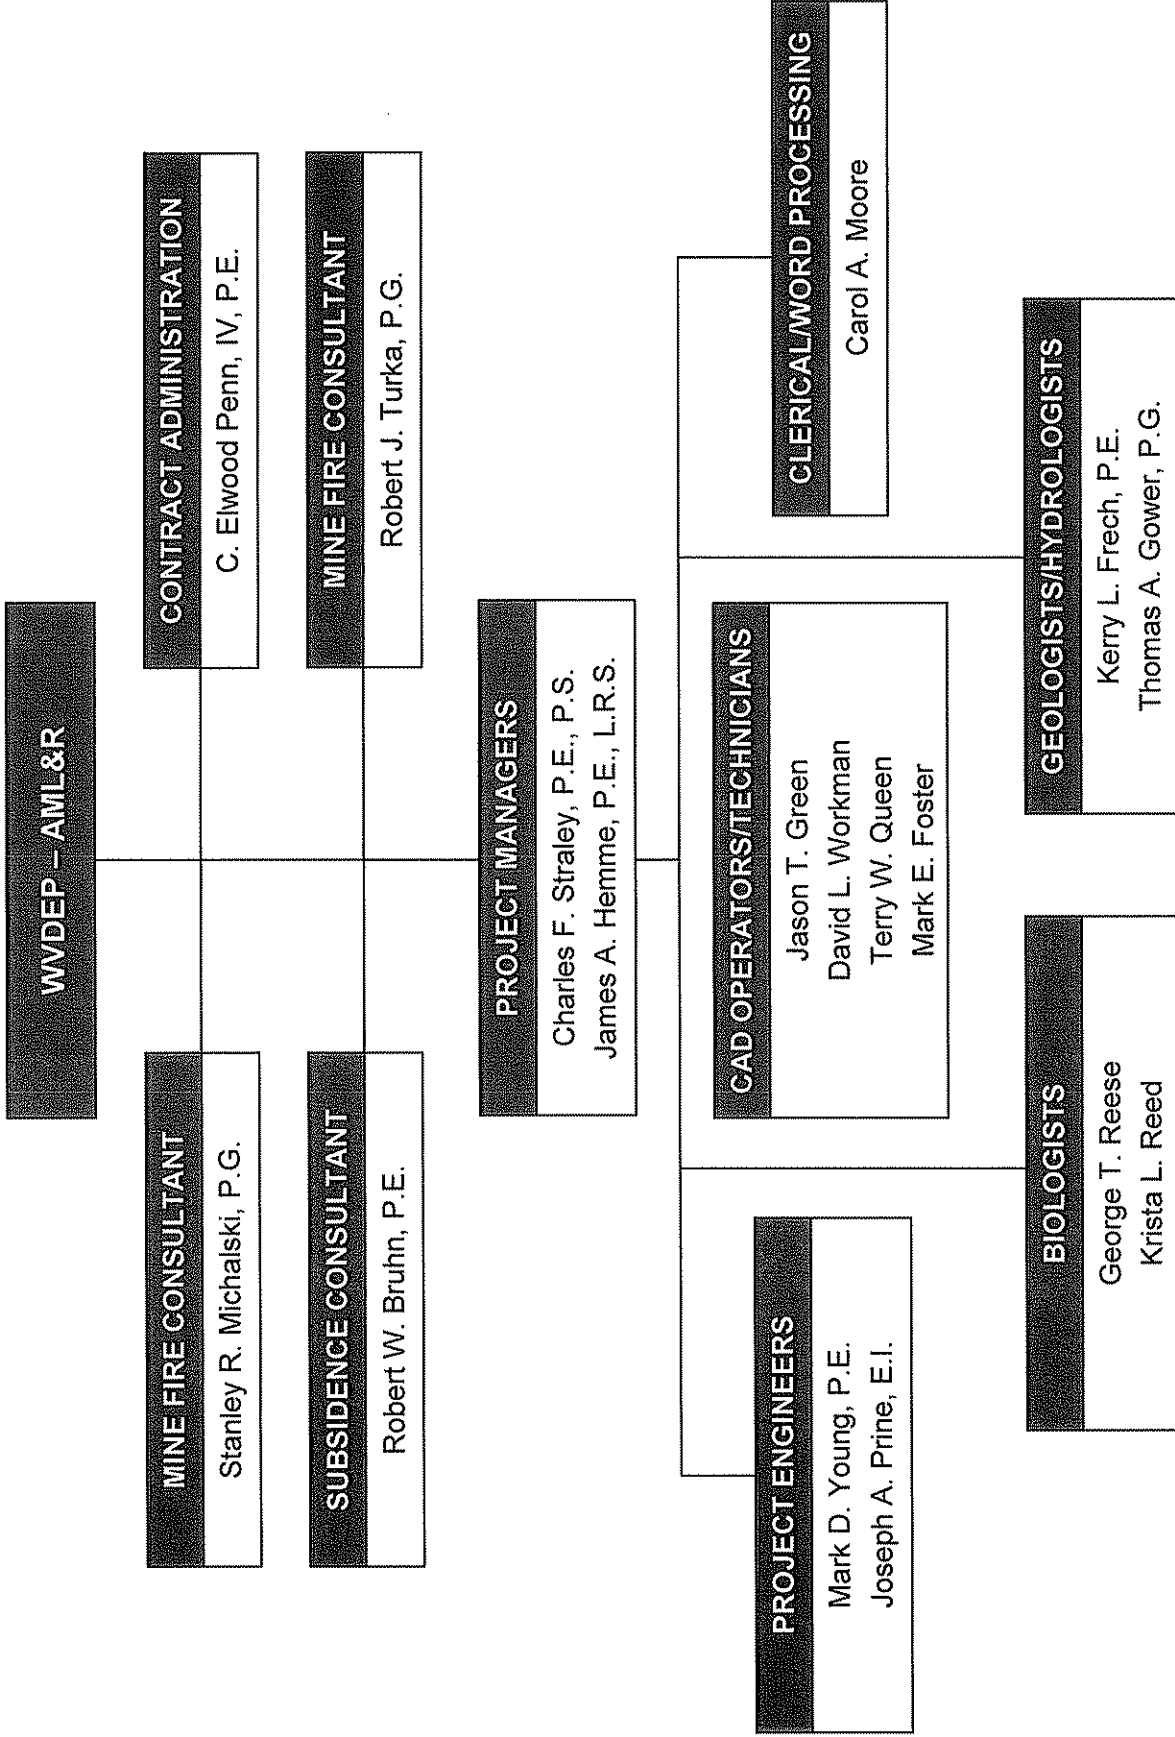 WVDEP – AML&R
MINE FIRE CONSULTANT
Stanley R. Michalski, P.G.
CONTRACT ADMINISTRATION
C. Elwood Penn, IV, P.E.
SUBSIDENCE CONSULTANT
Robert W. Bruhn, P.E.
MINE FIRE CONSULTANT
Robert J. Turka, P.G.
PROJECT MANAGERS
Charles F. Straley, P.E., P.S.
James A. Hemme, P.E., L.R.S.
PROJECT ENGINEERS
Mark D. Young, P.E.
Joseph A. Prine, E.I.
CAD OPERATORS/TECHNICIANS
Jason T. Green
David L. Workman
Terry W. Queen
Mark E. Foster
CLERICAL/WORD PROCESSING
Carol A. Moore
BIOLOGISTS
George T. Reese
Krista L. Reed
GEOLOGISTS/HYDROLOGISTS
Kerry L. Frech, P.E.
Thomas A. Gower, P.G.